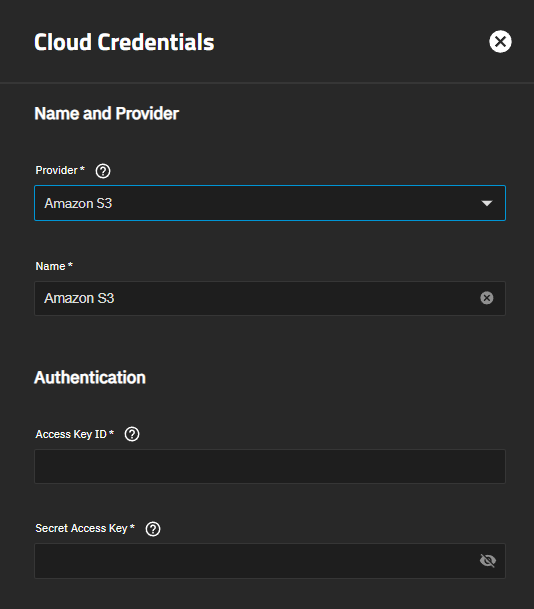 Cloud Credentials
Name and Provider
Provider *
Amazon S3
Name *
Amazon S3
Authentication
Access Key ID *
Secret Access Key *